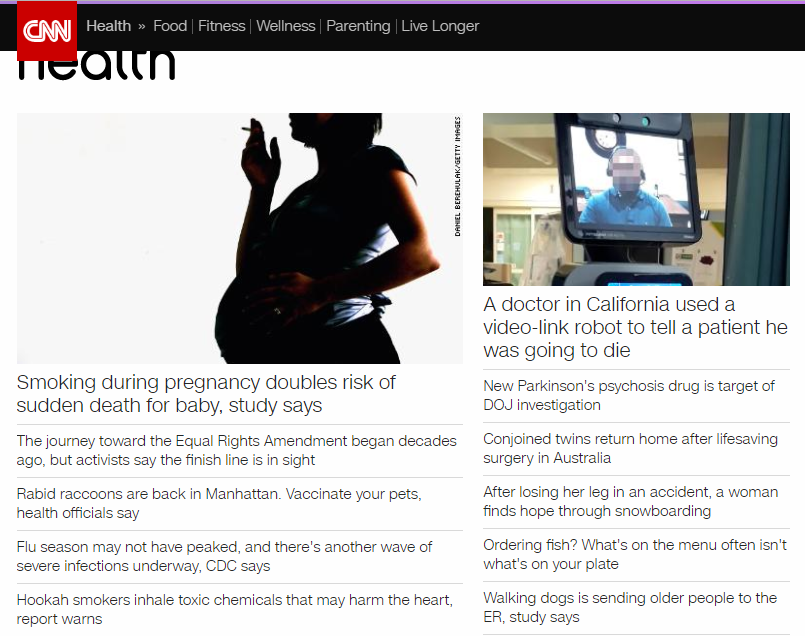 CNN
Health » Food | Fitness | Wellness | Parenting | Live Longer
health
DANIEL BEREHULAK/GETTY IMAGES
Smoking during pregnancy doubles risk of
sudden death for baby, study says
The journey toward the Equal Rights Amendment began decades
ago, but activists say the finish line is in sight
Rabid raccoons are back in Manhattan. Vaccinate your pets,
health officials say
Flu season may not have peaked, and there's another wave of
severe infections underway, CDC says
Hookah smokers inhale toxic chemicals that may harm the heart,
report warns
A doctor in California used a
video-link robot to tell a patient he
was going to die
New Parkinson's psychosis drug is target of
DOJ investigation
Conjoined twins return home after lifesaving
surgery in Australia
After losing her leg in an accident, a woman
finds hope through snowboarding
Ordering fish? What's on the menu often isn't
what's on your plate
Walking dogs is sending older people to the
ER, study says